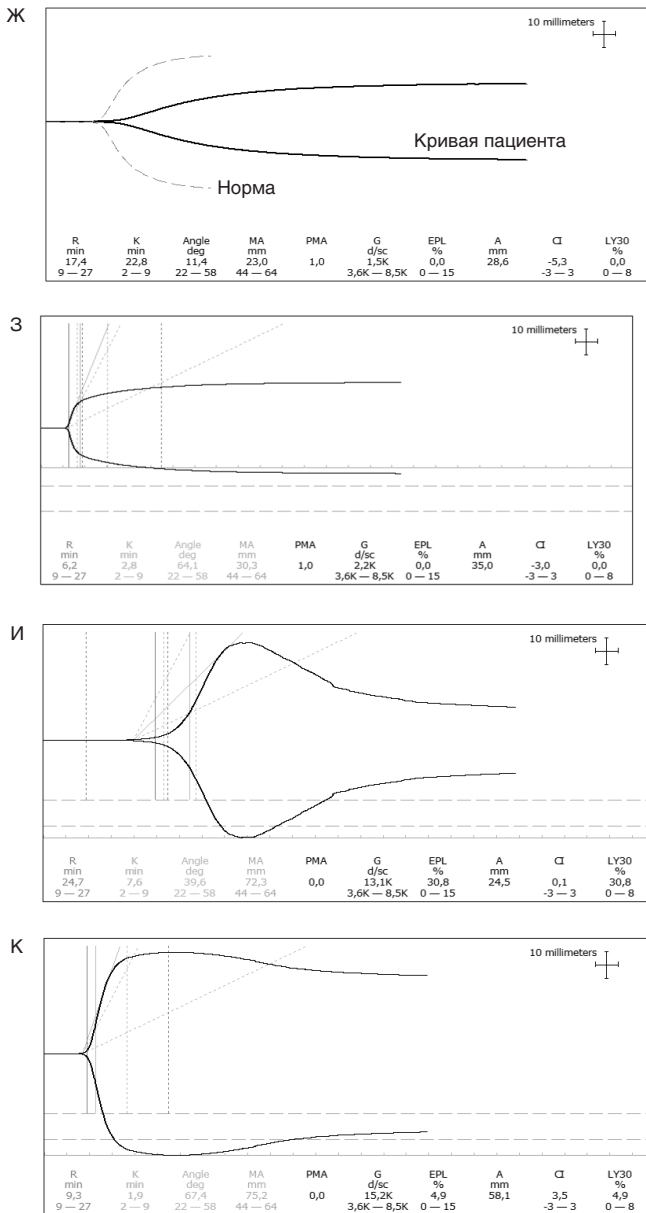 Ж
10 millimeters
Кривая пациента
Норма
R K Angle MA PMA G EPL A CI LY30
min min deg mm d/sc % mm %
17,4 22,8 11,4 23,0 1,0 1,5K 0,0 28,6 -5,3 0,0
9 — 27 2 — 9 22 — 58 44 — 64 3,6K — 8,5K 0 — 15 -3 — 3 0 — 8
З
10 millimeters
R K Angle MA PMA G EPL A CI LY30
min min deg mm d/sc % mm %
6,2 2,8 64,1 30,3 1,0 2,2K 0,0 35,0 -3,0 0,0
9 — 27 2 — 9 22 — 58 44 — 64 3,6K — 8,5K 0 — 15 -3 — 3 0 — 8
И
10 millimeters
R K Angle MA PMA G EPL A CI LY30
min min deg mm d/sc % mm %
24,7 7,6 39,6 72,3 0,0 13,1K 30,8 24,5 0,1 30,8
9 — 27 2 — 9 22 — 58 44 — 64 3,6K — 8,5K 0 — 15 -3 — 3 0 — 8
К
10 millimeters
R K Angle MA PMA G EPL A CI LY30
min min deg mm d/sc % mm %
9,3 1,9 67,4 75,2 0,0 15,2K 4,9 58,1 3,5 4,9
9 — 27 2 — 9 22 — 58 44 — 64 3,6K — 8,5K 0 — 15 -3 — 3 0 — 8